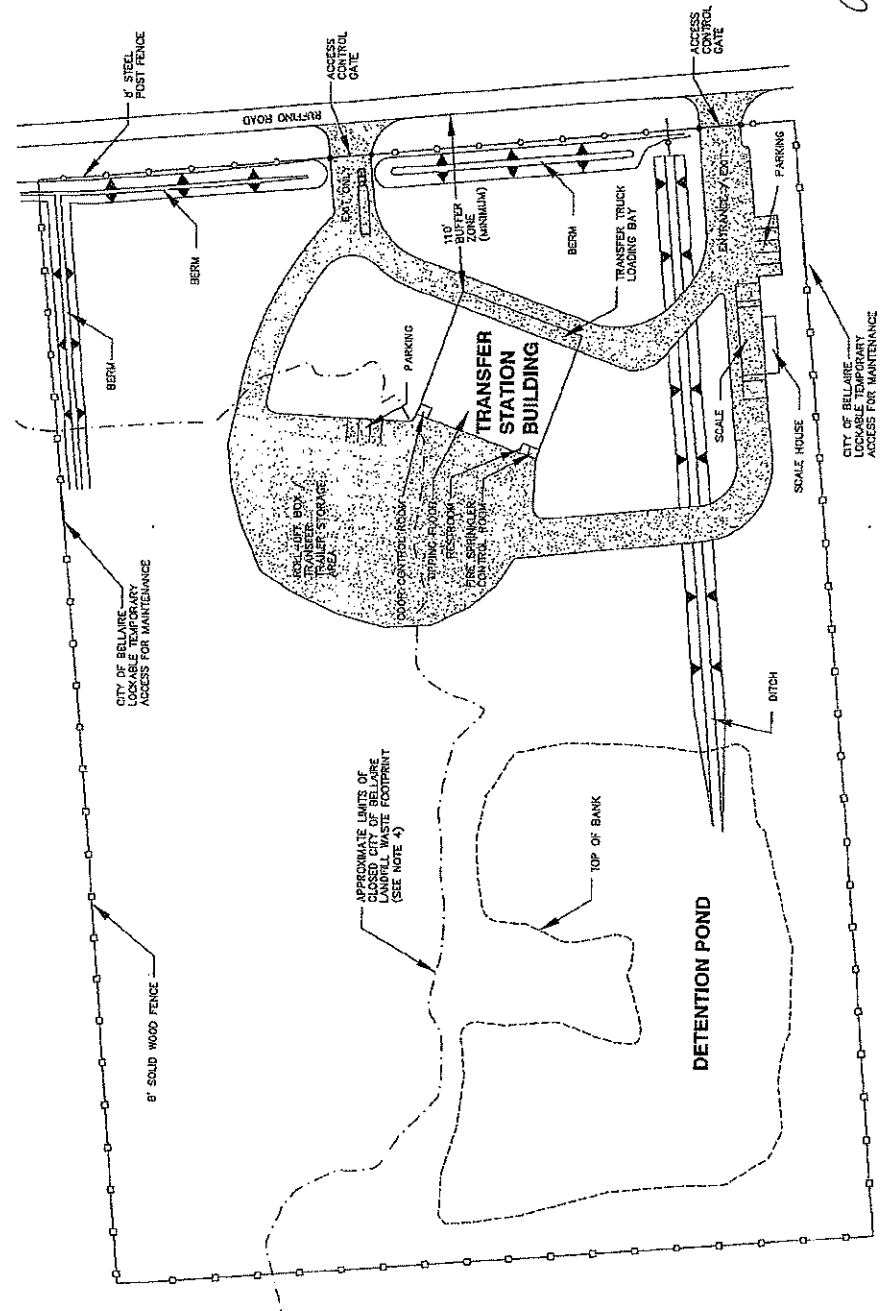 8' STEEL
POST FENCE
RUFFINO ROAD
ACCESS
CONTROL
GATE
ACCESS
CONTROL
GATE
EXIT ONLY
BERM
BERM
110'
BUFFER
ZONE
(MINIMUM)
BERM
TRANSFER TRUCK
LOADING BAY
ENTRANCE / EXIT
PARKING
PARKING
TRANSFER
STATION
BUILDING
ROLL-OFF BOX /
TRANSFER
TRAILER STORAGE
AREA
CONTROL ROOM
TIPPING FLOOR
RESTROOM
FIRE SPRINKLER
CONTROL ROOM
SCALE
SCALE HOUSE
CITY OF BELLAIRE
LOCKABLE TEMPORARY
ACCESS FOR MAINTENANCE
CITY OF BELLAIRE
LOCKABLE TEMPORARY
ACCESS FOR MAINTENANCE
DITCH
APPROXIMATE LIMITS OF
CLOSED CITY OF BELLAIRE
LANDFILL WASTE FOOTPRINT
(SEE NOTE 4)
TOP OF BANK
8' SOLID WOOD FENCE
DETENTION POND